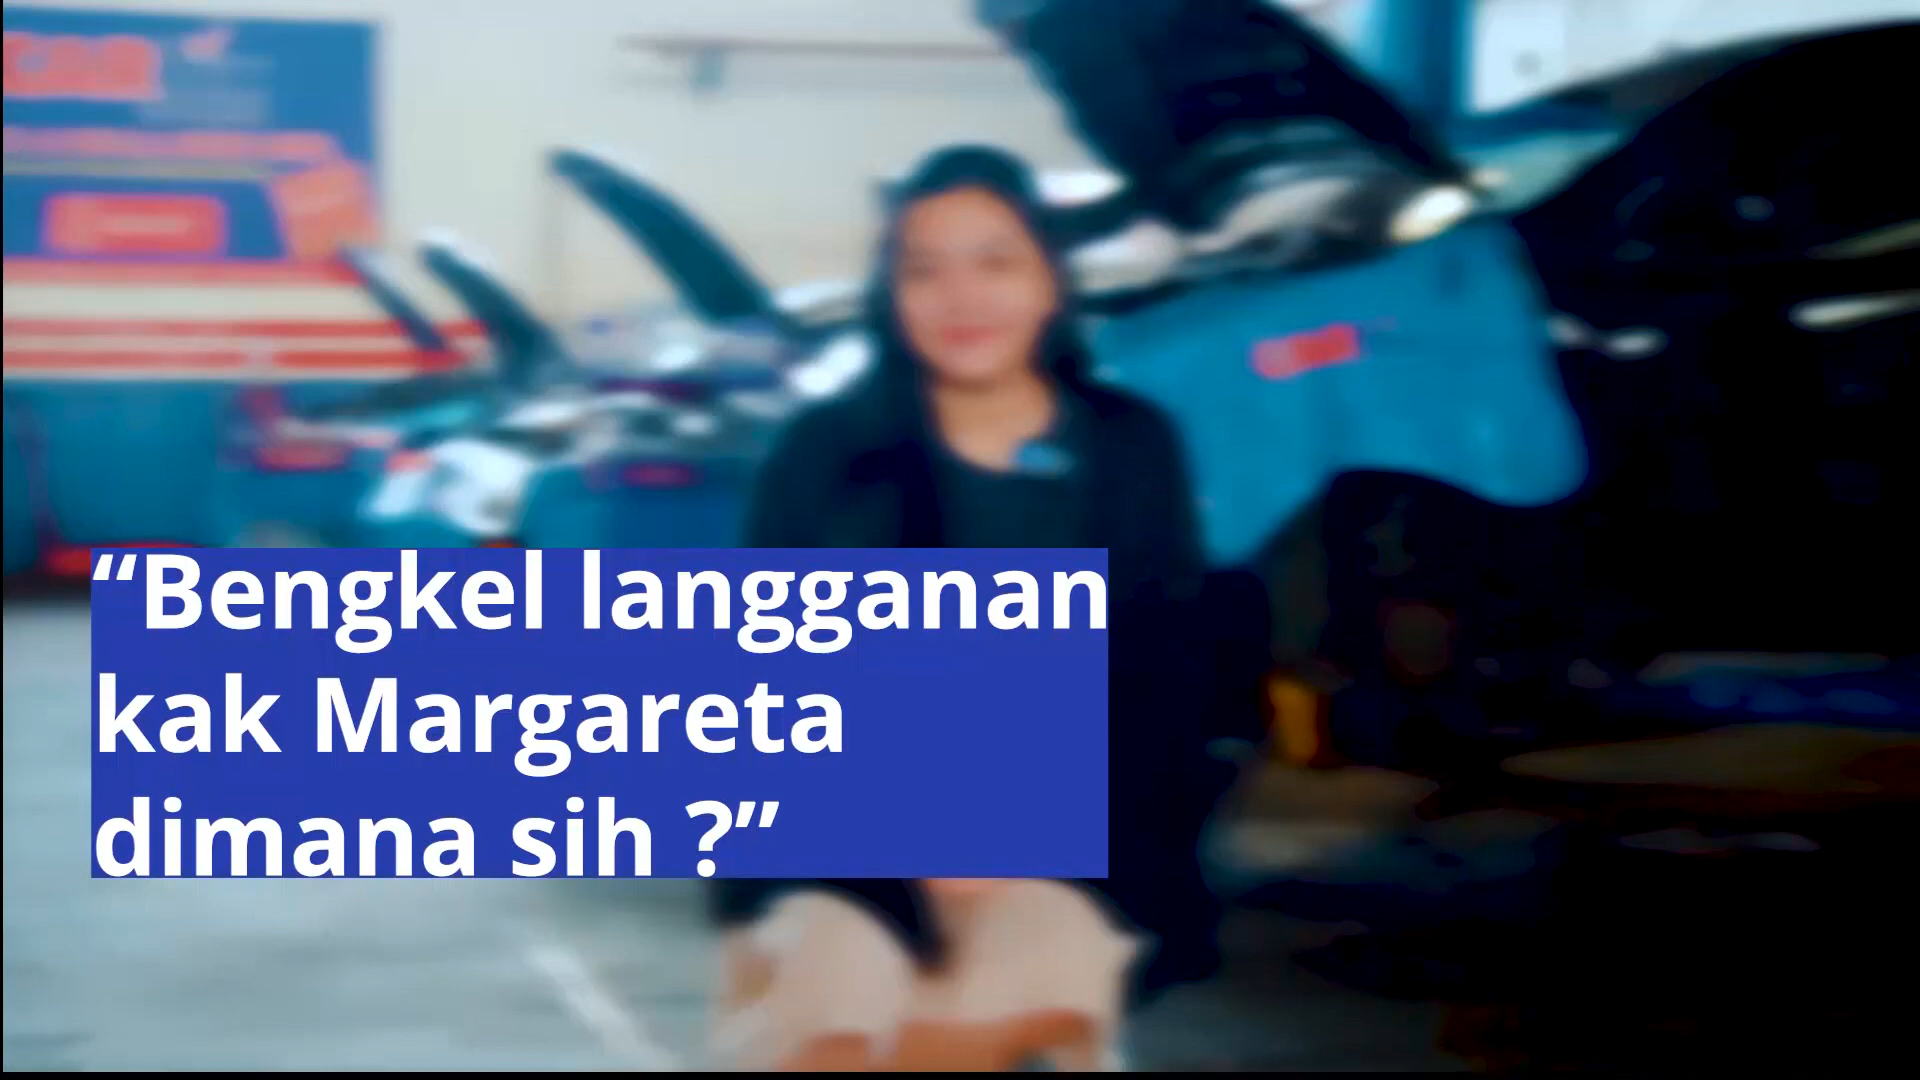 “Bengkel langganan
kak Margareta
dimana sih ?”